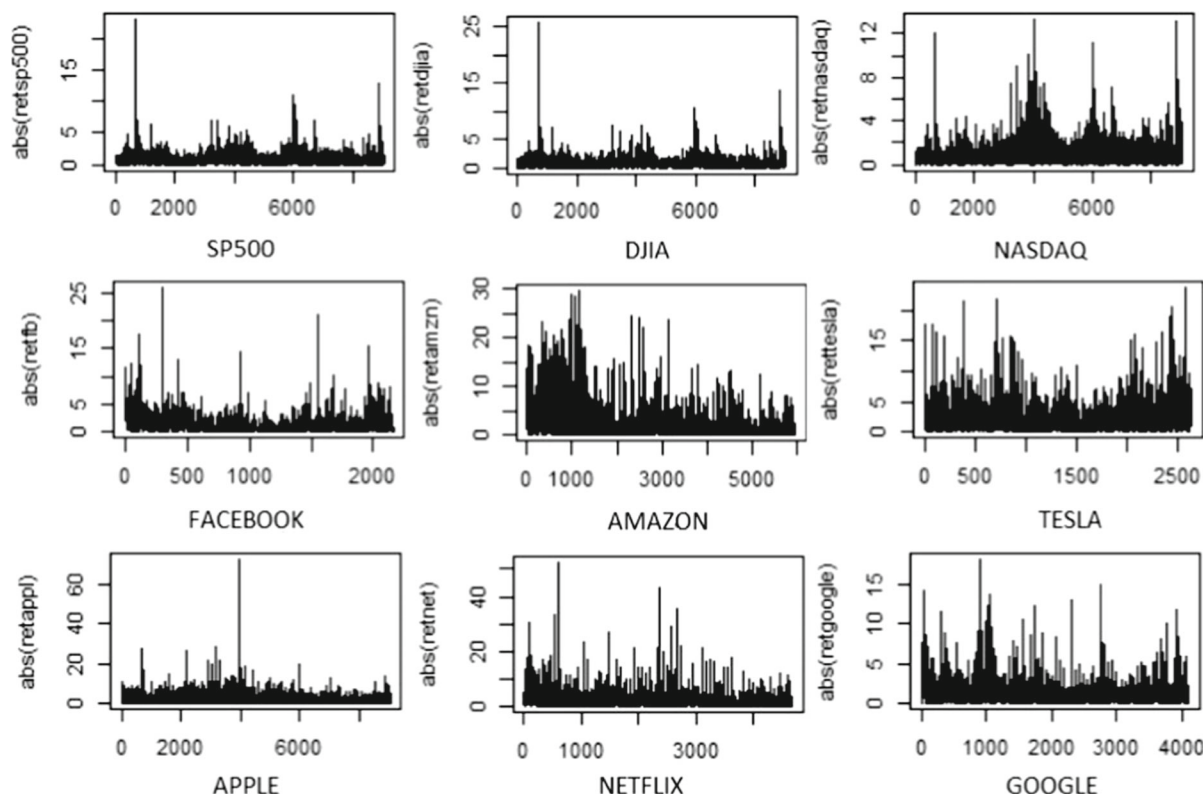 abs(retsp500)
15
5
0
0 2000 6000
SP500
abs(retdjia)
25
15
5
0
0 2000 6000
DJIA
abs(retnasdaq)
12
8
4
0
0 2000 6000
NASDAQ
abs(retfb)
25
15
5
0
0 500 1000 2000
FACEBOOK
abs(retamzn)
30
20
10
0
0 1000 3000 5000
AMAZON
abs(rettesla)
15
5
0
0 500 1500 2500
TESLA
abs(retappl)
60
40
20
0
0 2000 6000
APPLE
abs(retnet)
40
20
0
0 1000 3000
NETFLIX
abs(retgoogle)
15
10
5
0
0 1000 2000 3000 4000
GOOGLE